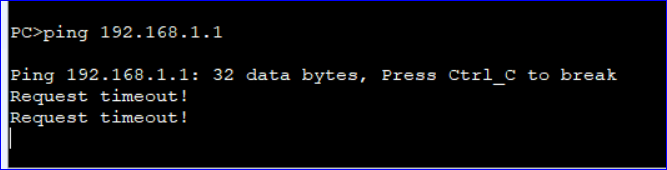 PC>ping 192.168.1.1
Ping 192.168.1.1: 32 data bytes, Press Ctrl_C to break
Request timeout!
Request timeout!